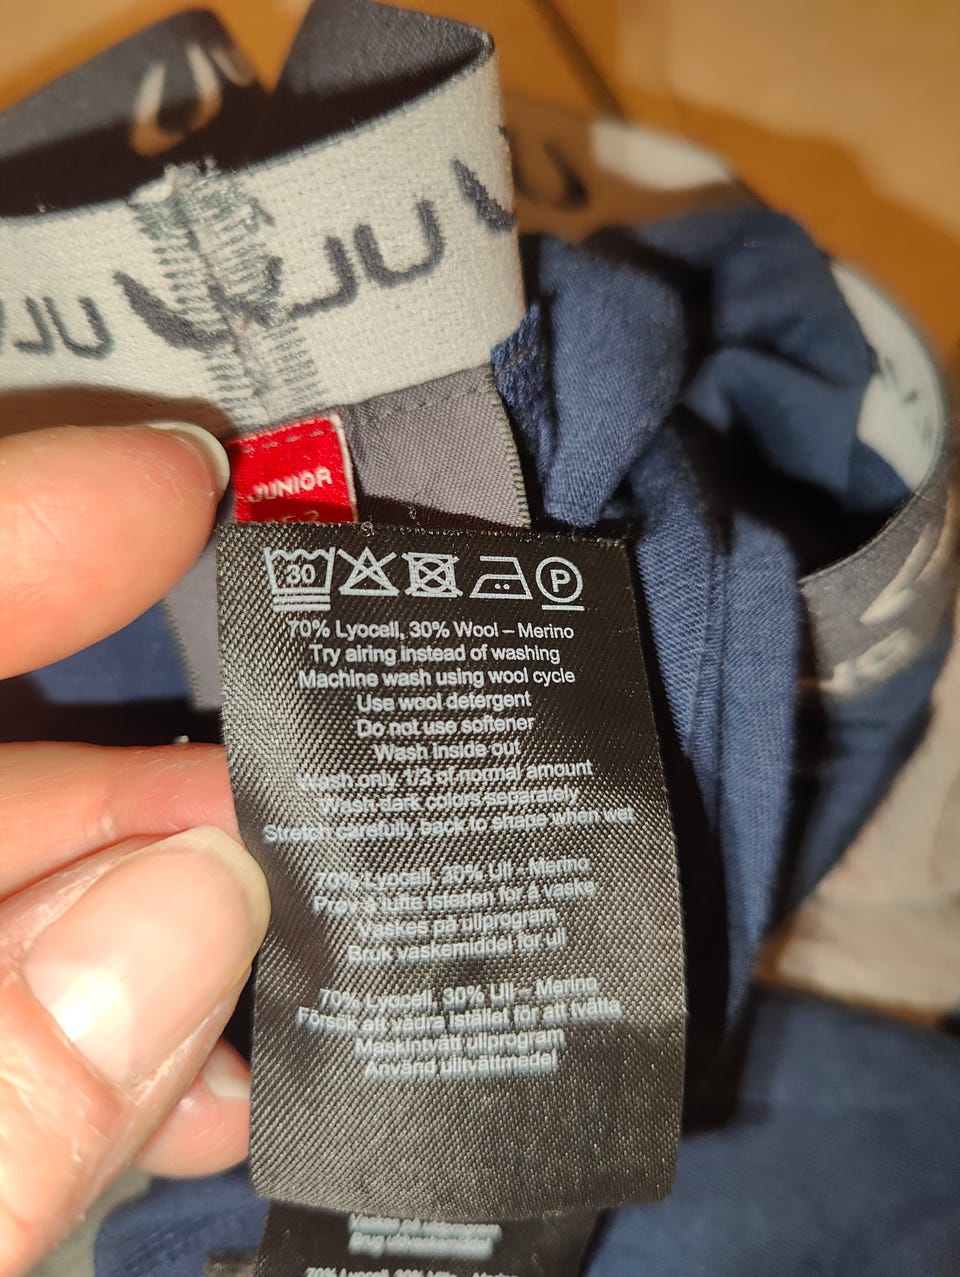 JUNIOR
30
P
70% Lyocell, 30% Wool – Merino
Try airing instead of washing
Machine wash using wool cycle
Use wool detergent
Do not use softener
Wash inside out
Wash only 1/3 of normal amount
Wash dark colors separately
Stretch carefully back to shape when wet
70% Lyocell, 30% Ull – Merino
Prøv å lufte isteden for å vaske
Vaskes på ullprogram
Bruk vaskemiddel for ull
70% Lyocell, 30% Ull – Merino
Försök att vädra istället för att tvätta
Maskintvätt ullprogram
Använd ulltvättmedel